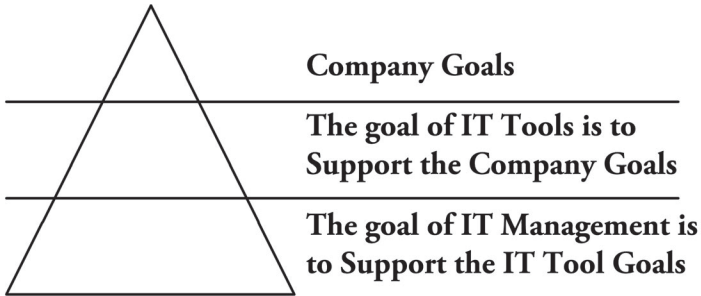 Company Goals
The goal of IT Tools is to
Support the Company Goals
The goal of IT Management is
to Support the IT Tool Goals